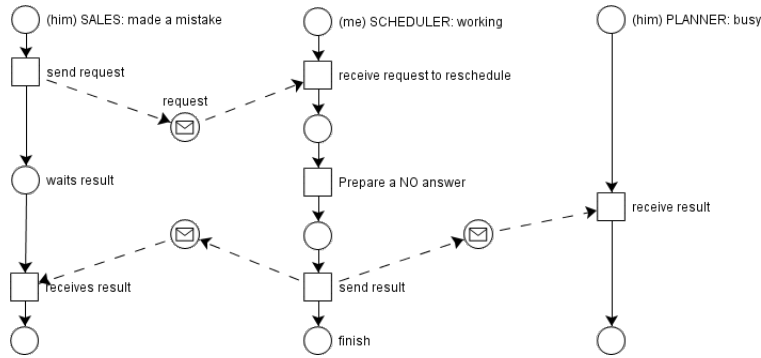 (him) SALES: made a mistake
(me) SCHEDULER: working
(him) PLANNER: busy
send request
receive request to reschedule
request
waits result
Prepare a NO answer
receive result
receives result
send result
finish